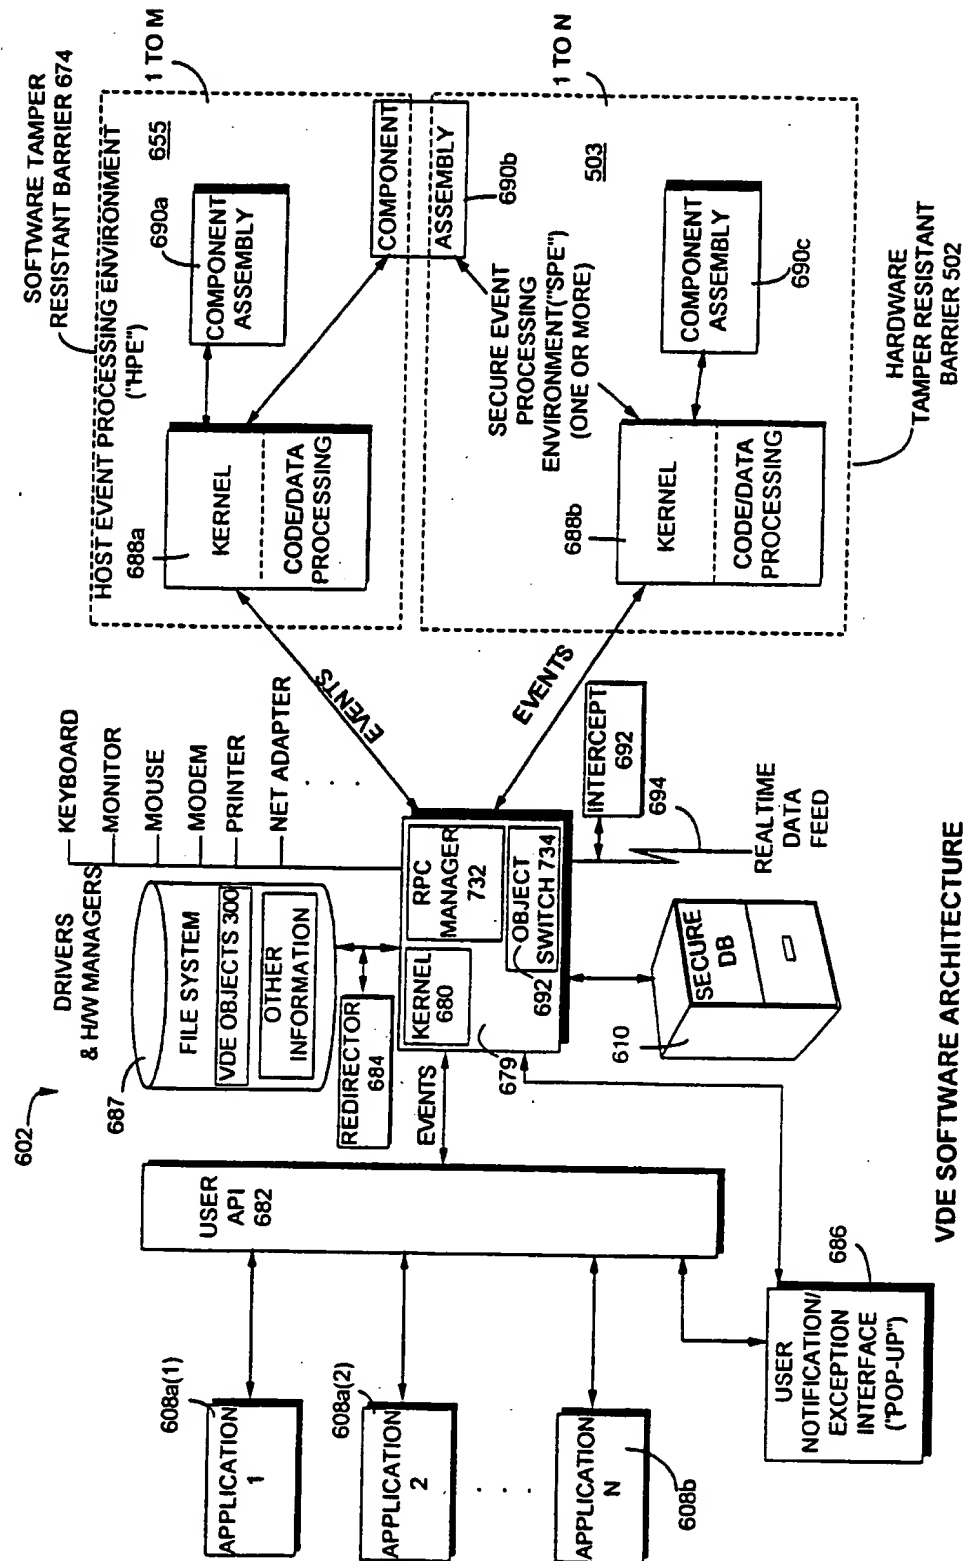 602
DRIVERS
& H/W MANAGERS
KEYBOARD
MONITOR
MOUSE
MODEM
PRINTER
NET ADAPTER
. . .
SOFTWARE TAMPER
RESISTANT BARRIER 674
HOST EVENT PROCESSING ENVIRONMENT
("HPE")
655
1 TO M
688a
KERNEL
CODE/DATA
PROCESSING
690a
COMPONENT
ASSEMBLY
COMPONENT
ASSEMBLY
690b
SECURE EVENT
PROCESSING
ENVIRONMENT("SPE")
(ONE OR MORE)
503
1 TO N
688b
KERNEL
CODE/DATA
PROCESSING
COMPONENT
ASSEMBLY
690c
HARDWARE
TAMPER RESISTANT
BARRIER 502
EVENTS
EVENTS
687
FILE SYSTEM
VDE OBJECTS 300
OTHER
INFORMATION
REDIRECTOR
684
EVENTS
KERNEL
680
RPC
MANAGER
732
OBJECT
SWITCH 734
692
679
INTERCEPT
692
694
REALTIME
DATA
FEED
610
SECURE
DB
USER
API
682
608a(1)
APPLICATION
1
608a(2)
APPLICATION
2
. . . .
APPLICATION
N
608b
686
USER
NOTIFICATION/
EXCEPTION
INTERFACE
("POP-UP")
VDE SOFTWARE ARCHITECTURE